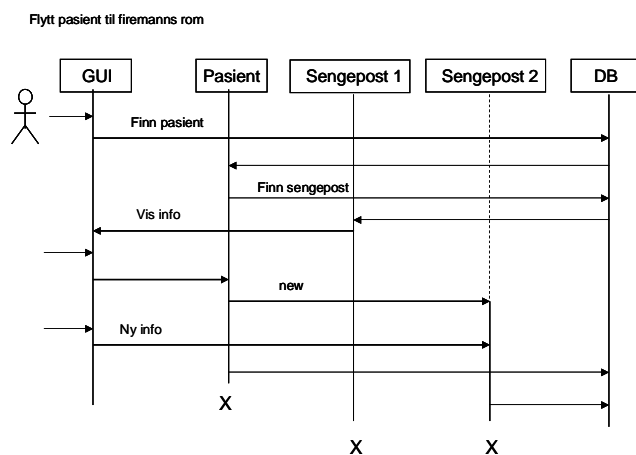 Flytt pasient til firemanns rom
GUI
Pasient
Sengepost 1
Sengepost 2
DB
Finn pasient
Finn sengepost
Vis info
new
Ny info
X
X
X